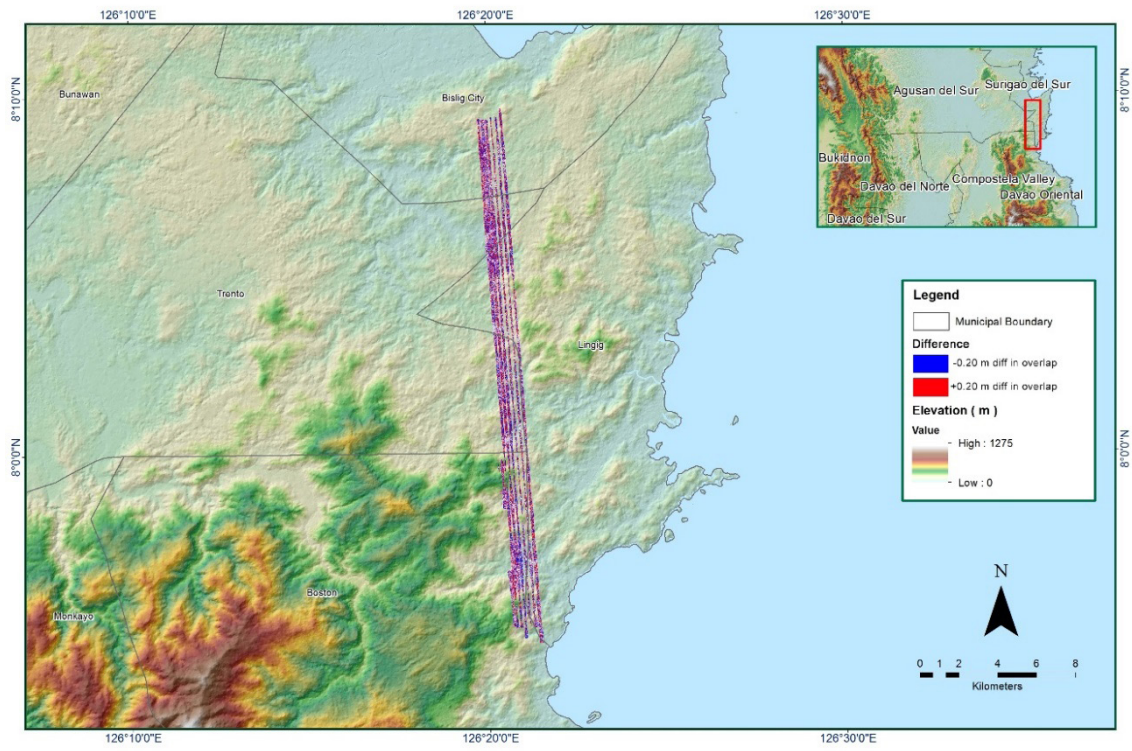 126°10'0"E
126°20'0"E
126°30'0"E
8°10'0"N
8°10'0"N
Bunawan
Bislig City
Agusan del Sur
Surigao del Sur
Bukidnon
Compostela Valley
Davao del Norte
Davao Oriental
Davao del Sur
Trento
Lingig
Legend
Municipal Boundary
Difference
-0.20 m diff in overlap
+0.20 m diff in overlap
Elevation ( m )
Value
High : 1275
Low : 0
8°0'0"N
8°0'0"N
Boston
Monkayo
N
0 1 2 4 6 8
Kilometers
126°10'0"E
126°20'0"E
126°30'0"E